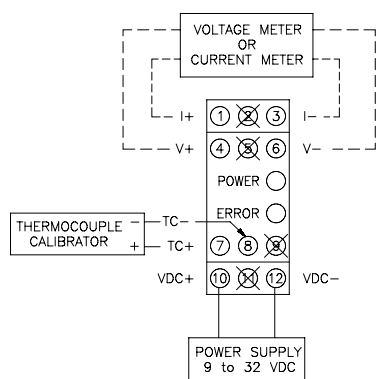 VOLTAGE METER
OR
CURRENT METER
I+ 1 2 3 I-
V+ 4 5 6 V-
POWER
ERROR
THERMOCOUPLE
CALIBRATOR
- TC-
+ TC+
7 8 9
VDC+ 10 11 12 VDC-
POWER SUPPLY
9 to 32 VDC